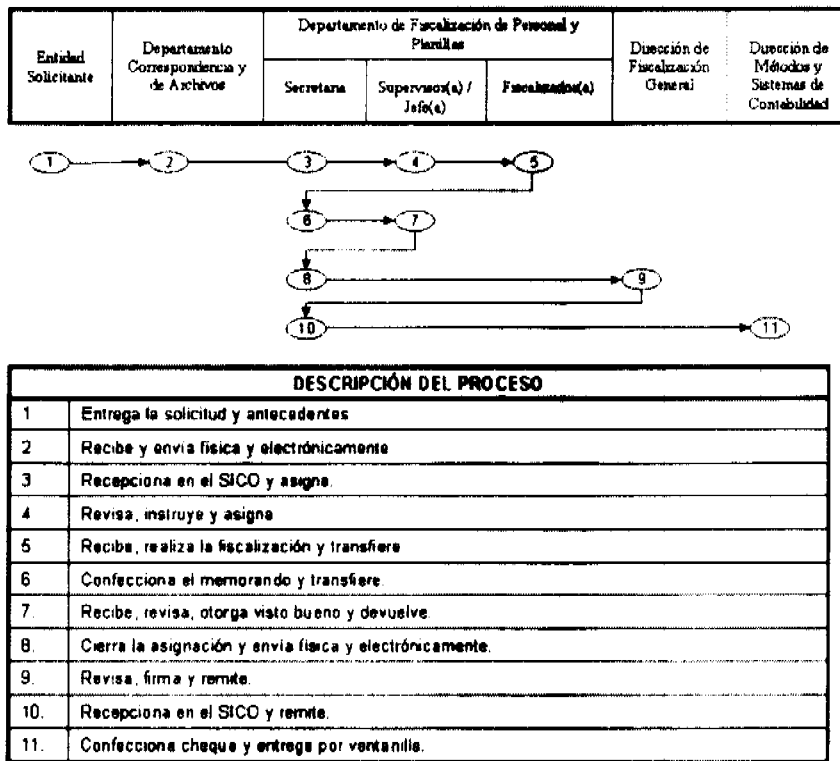 Entidad
Solicitante
Departamento
Correspondencia y
de Archivos
Departamento de Fiscalización de Personal y
Planillas
Secretaria
Supervisor(a) /
Jefe(a)
Fiscalizador(a)
Dirección de
Fiscalización
General
Dirección de
Métodos y
Sistemas de
Contabilidad
1 2 3 4 5
6 7
8 9
10 11
DESCRIPCIÓN DEL PROCESO
1 Entrega la solicitud y antecedentes
2 Recibe y envía física y electrónicamente
3 Recepciona en el SICO y asigna.
4 Revisa, instruye y asigna
5 Recibe, realiza la fiscalización y transfiere
6 Confecciona el memorando y transfiere.
7. Recibe, revisa, otorga visto bueno y devuelve.
8. Cierra la asignación y envía física y electrónicamente.
9. Revisa, firma y remite.
10. Recepciona en el SICO y remite.
11. Confecciona cheque y entrega por ventanilla.